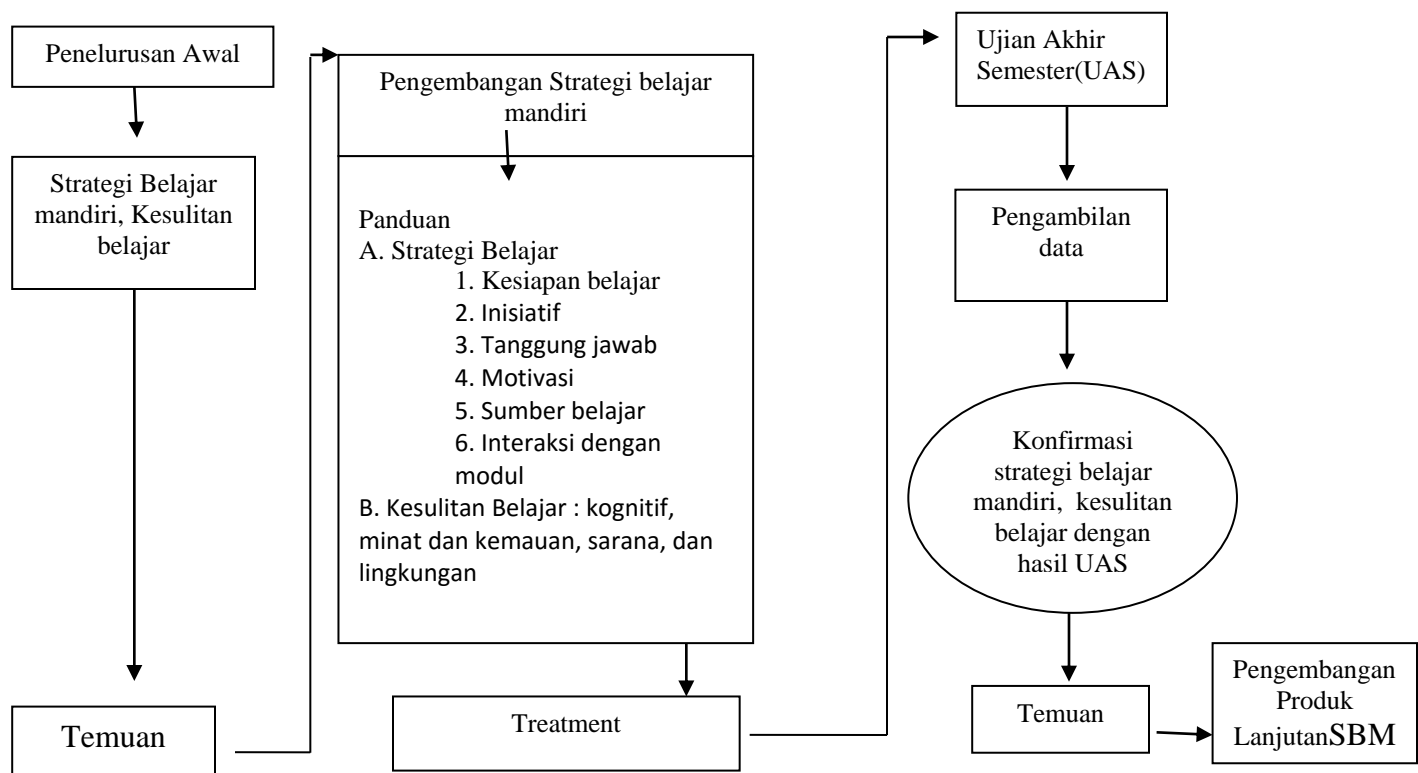 Penelurusan Awal
Strategi Belajar
mandiri, Kesulitan
belajar
Temuan
Pengembangan Strategi belajar
mandiri
Panduan
A. Strategi Belajar
1. Kesiapan belajar
2. Inisiatif
3. Tanggung jawab
4. Motivasi
5. Sumber belajar
6. Interaksi dengan
modul
B. Kesulitan Belajar : kognitif,
minat dan kemauan, sarana, dan
lingkungan
Treatment
Ujian Akhir
Semester(UAS)
Pengambilan
data
Konfirmasi
strategi belajar
mandiri, kesulitan
belajar dengan
hasil UAS
Temuan
Pengembangan
Produk
LanjutanSBM